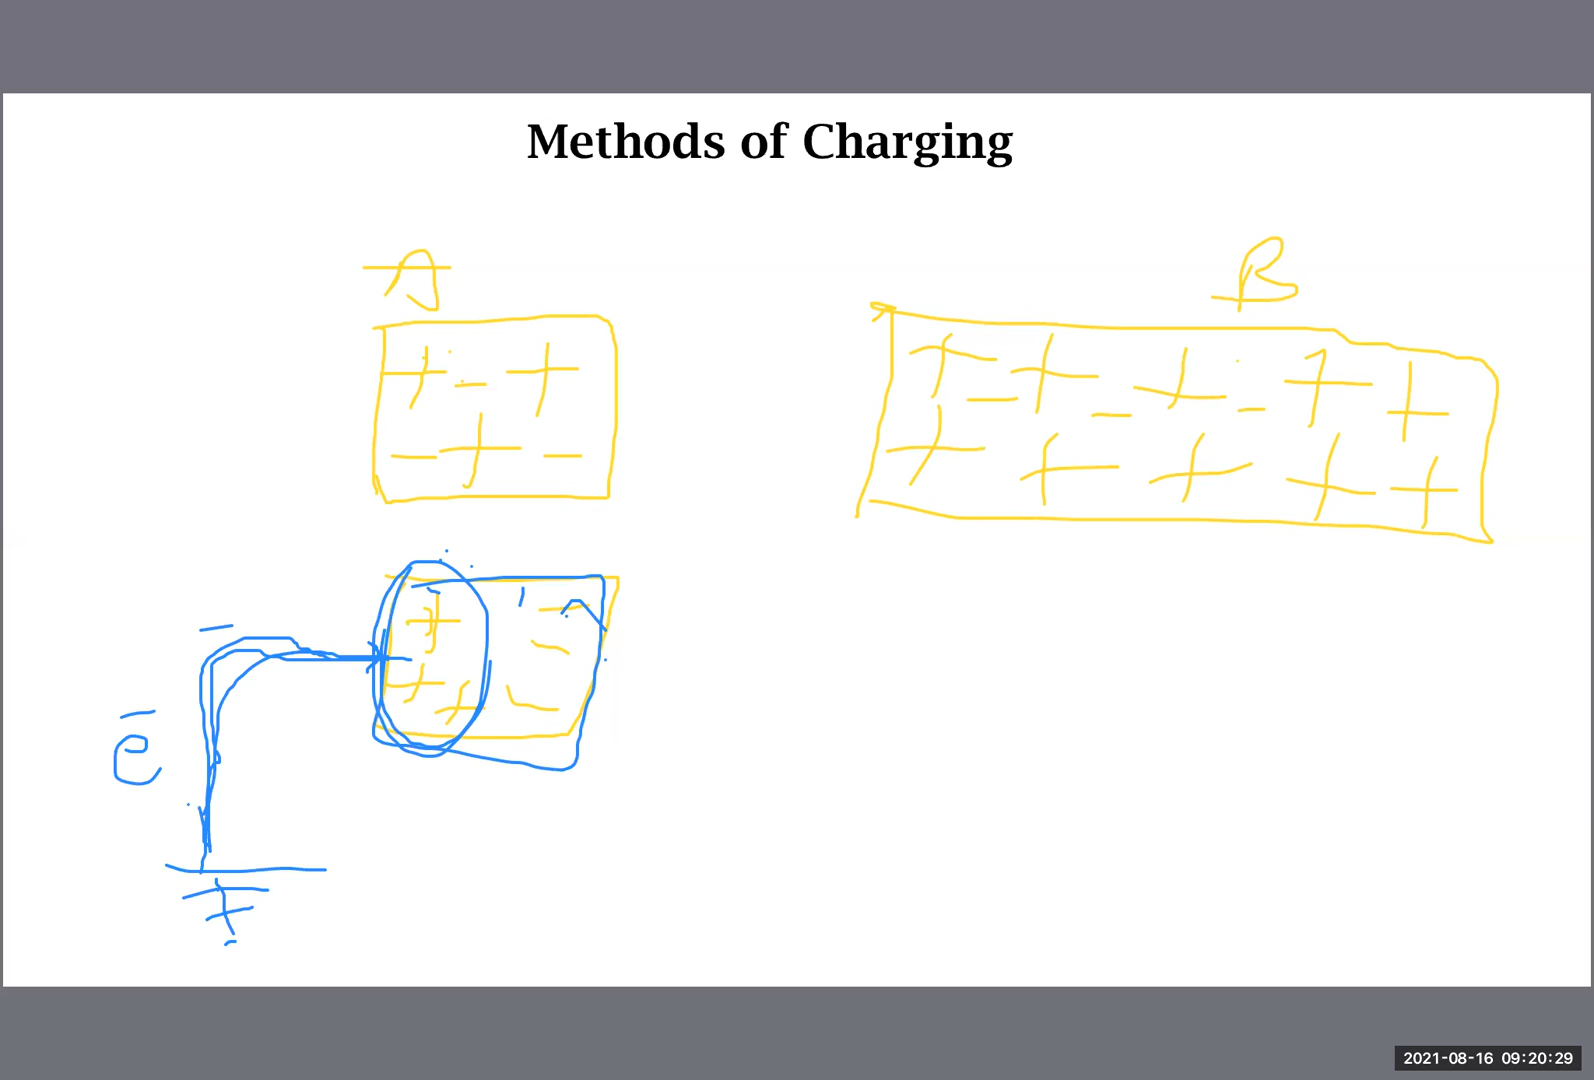 Methods of Charging
A
B
+ - + 
- + -
+ - + - + - + +
+ + + + +
+ -
-
+ + -
-
ē
2021-08-16 09:20:29